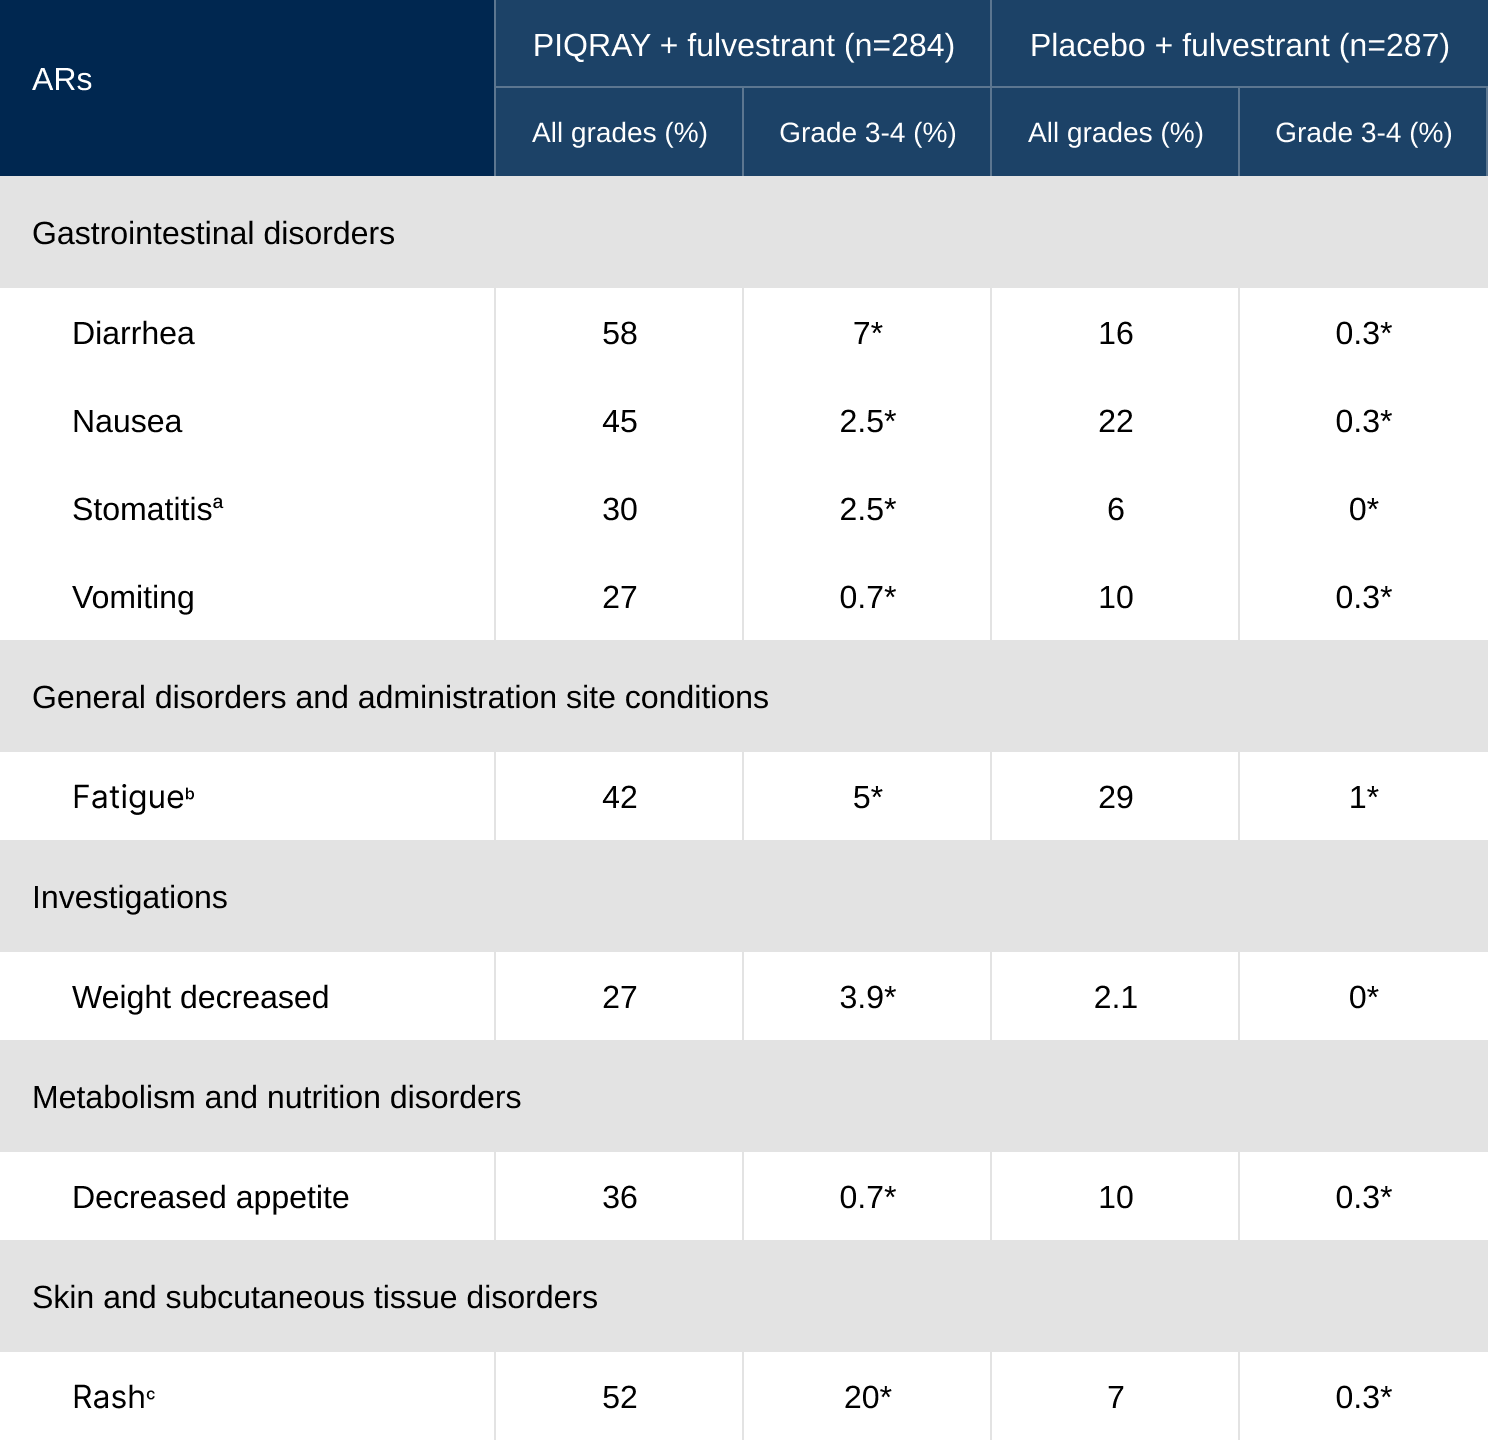 ARs
PIQRAY + fulvestrant (n=284) Placebo + fulvestrant (n=287)
All grades (%) Grade 3-4 (%) All grades (%) Grade 3-4 (%)
Gastrointestinal disorders
Diarrhea 58 7* 16 0.3*
Nausea 45 2.5* 22 0.3*
Stomatitisª 30 2.5* 6 0*
Vomiting 27 0.7* 10 0.3*
General disorders and administration site conditions
Fatigueᵇ 42 5* 29 1*
Investigations
Weight decreased 27 3.9* 2.1 0*
Metabolism and nutrition disorders
Decreased appetite 36 0.7* 10 0.3*
Skin and subcutaneous tissue disorders
Rashᶜ 52 20* 7 0.3*